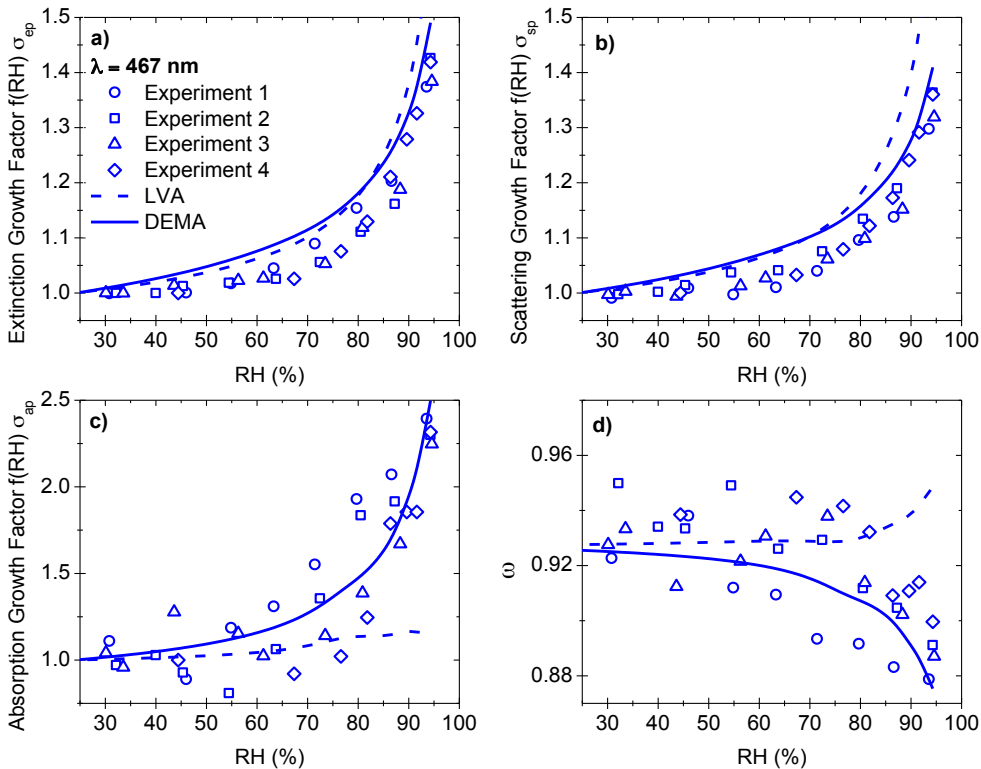 a)
λ = 467 nm
Experiment 1
Experiment 2
Experiment 3
Experiment 4
LVA
DEMA
1.5
1.4
1.3
1.2
1.1
1.0
Extinction Growth Factor f(RH) σep
30 40 50 60 70 80 90 100
RH (%)
b)
1.5
1.4
1.3
1.2
1.1
1.0
Scattering Growth Factor f(RH) σsp
30 40 50 60 70 80 90 100
RH (%)
c)
2.5
2.0
1.5
1.0
Absorption Growth Factor f(RH) σap
30 40 50 60 70 80 90 100
RH (%)
d)
0.96
0.92
0.88
ω
30 40 50 60 70 80 90 100
RH (%)